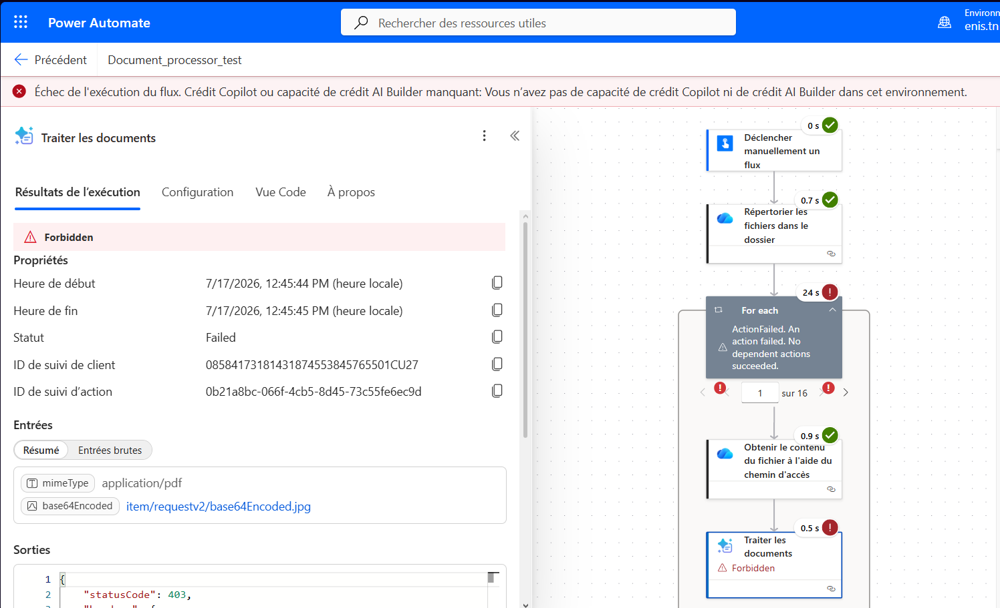 Power Automate
Rechercher des ressources utiles
Environn
enis.tn
Précédent
Document_processor_test
Échec de l'exécution du flux. Crédit Copilot ou capacité de crédit AI Builder manquant: Vous n’avez pas de capacité de crédit Copilot ni de crédit AI Builder dans cet environnement.
Traiter les documents
Résultats de l’exécution
Configuration
Vue Code
À propos
Forbidden
Propriétés
Heure de début
7/17/2026, 12:45:44 PM (heure locale)
Heure de fin
7/17/2026, 12:45:45 PM (heure locale)
Statut
Failed
ID de suivi de client
08584173181431874553845765501CU27
ID de suivi d’action
0b21a8bc-066f-4cb5-8d45-73c55fe6ec9d
Entrées
Résumé
Entrées brutes
mimeType
application/pdf
base64Encoded
item/requestv2/base64Encoded.jpg
Sorties
1 {
2 "statusCode": 403,
0 s
Déclencher
manuellement un
flux
0.7 s
Répertorier les
fichiers dans le
dossier
24 s
For each
ActionFailed. An
action failed. No
dependent actions
succeeded.
1 sur 16
0.9 s
Obtenir le contenu
du fichier à l'aide du
chemin d'accès
0.5 s
Traiter les
documents
Forbidden